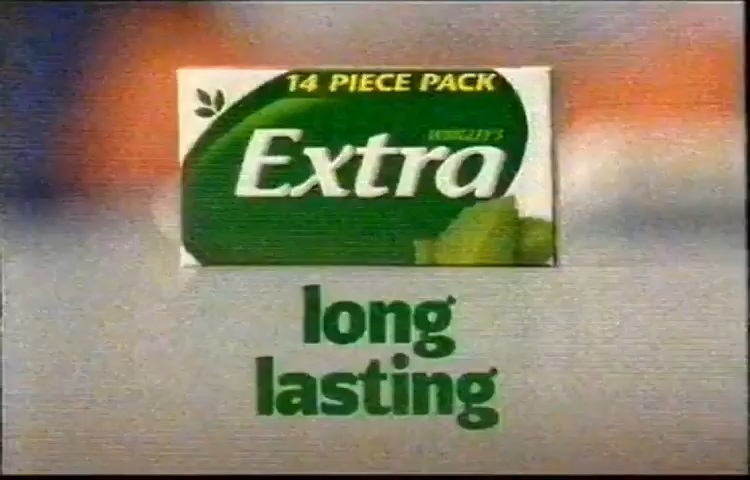 14 PIECE PACK
WRIGLEY'S
Extra
long
lasting